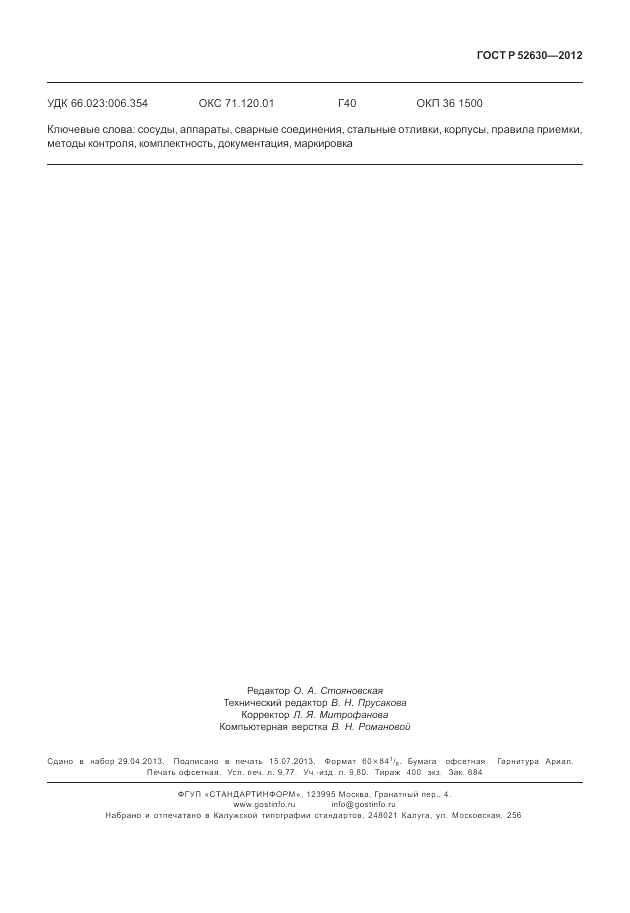 ГОСТ Р 52630—2012
УДК 66.023:006.354 ОКС 71.120.01 Г40 ОКП 36 1500
Ключевые слова: сосуды, аппараты, сварные соединения, стальные отливки, корпусы, правила приемки,
методы контроля, комплектность, документация, маркировка
Редактор О. А. Стояновская
Технический редактор В. Н. Прусакова
Корректор Л. Я. Митрофанова
Компьютерная верстка В. Н. Романовой
Сдано в набор 29.04.2013. Подписано в печать 15.07.2013. Формат 60×84¹/₈. Бумага офсетная. Гарнитура Ариал.
Печать офсетная. Усл. печ. л. 9,77. Уч.-изд. л. 9,80. Тираж 400 экз. Зак. 684
ФГУП «СТАНДАРТИНФОРМ», 123995 Москва, Гранатный пер., 4.
www.gostinfo.ru info@gostinfo.ru
Набрано и отпечатано в Калужской типографии стандартов, 248021 Калуга, ул. Московская, 256.